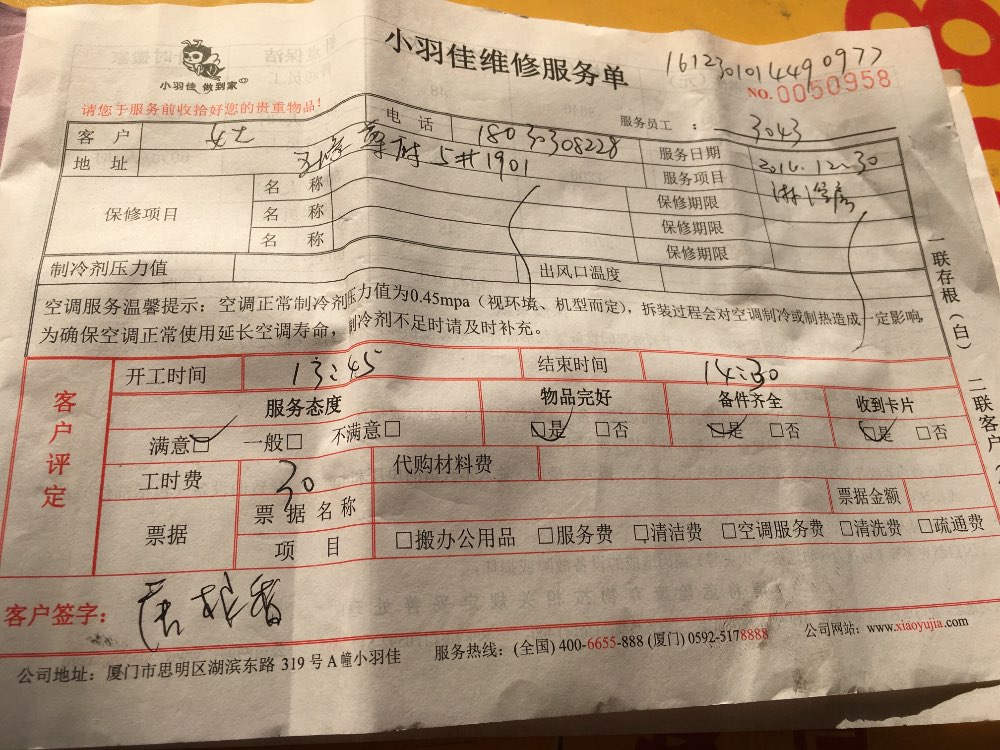 小羽佳维修服务单
161230101449 0977
小羽佳 做到家
NO.0050958
请您于服务前收拾好您的贵重物品!
服务员工 : 3043
客 户 女士 电 话 18030308228 服务日期 2016.12.30
地 址 尊邸 5#1901 服务项目
保修项目 名 称 保修期限
名 称 保修期限
名 称 保修期限
制冷剂压力值 出风口温度
空调服务温馨提示：空调正常制冷剂压力值为0.45mpa（视环境、机型而定），拆装过程会对空调制冷或制热造成一定影响，
为确保空调正常使用延长空调寿命，制冷剂不足时请及时补充。
一联存根（白）
二联客户
客户评定
开工时间 13:45 结束时间 14:30
服务态度 物品完好 备件齐全 收到卡片
满意☑ 一般□ 不满意□ ☑是 □否 ☑是 □否 ☑是 □否
工时费 30 代购材料费
票据 票据名称 票据金额
项 目 □搬办公用品 □服务费 □清洁费 □空调服务费 □清洗费 □疏通费
客户签字：
公司地址：厦门市思明区湖滨东路 319 号 A 幢小羽佳 服务热线：(全国) 400-6655-888 (厦门) 0592-5178888 公司网站：www.xiaoyujia.com